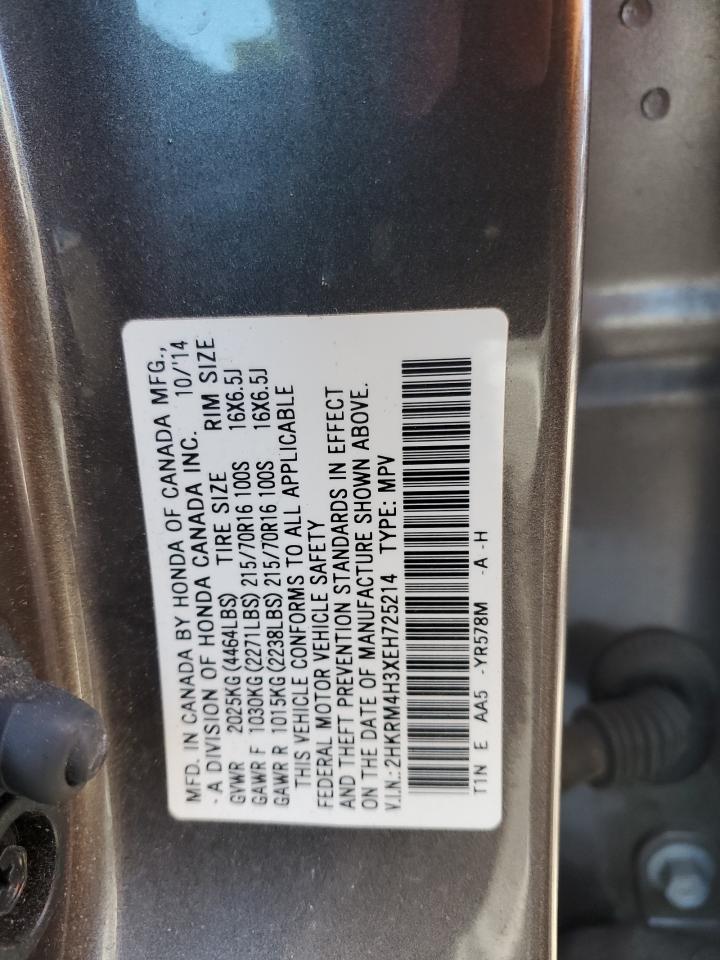 MFD. IN CANADA BY HONDA OF CANADA MFG.,
- A DIVISION OF HONDA CANADA INC. 10/'14
TIRE SIZE RIM SIZE
GVWR 2025KG (4464LBS)
GAWR F 1030KG (2271LBS) 215/70R16 100S 16X6.5J
GAWR R 1015KG (2238LBS) 215/70R16 100S 16X6.5J
THIS VEHICLE CONFORMS TO ALL APPLICABLE
FEDERAL MOTOR VEHICLE SAFETY
AND THEFT PREVENTION STANDARDS IN EFFECT
ON THE DATE OF MANUFACTURE SHOWN ABOVE.
V.I.N.: 2HKRM4H3XEH725214 TYPE: MPV
T1N E AA5 -YR578M -A -H